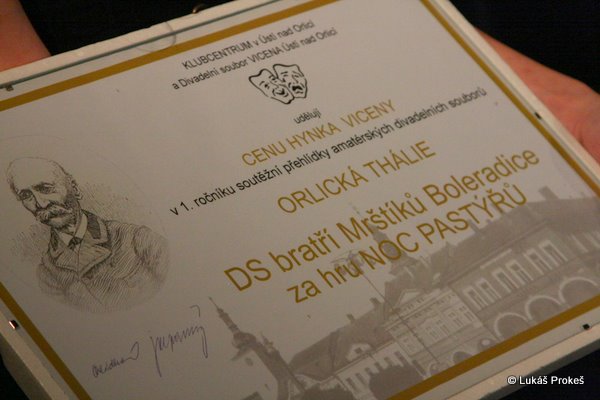 KLUBCENTRUM v Ústí nad Orlicí
a Divadelní soubor VICENA Ústí nad Orlicí
udělují
CENU HYNKA VICENY
v 1. ročníku soutěžní přehlídky amatérských divadelních souborů
ORLICKÁ THÁLIE
DS bratří Mrštíků Boleradice
za hru NOC PASTÝŘŮ
© Lukáš Prokeš